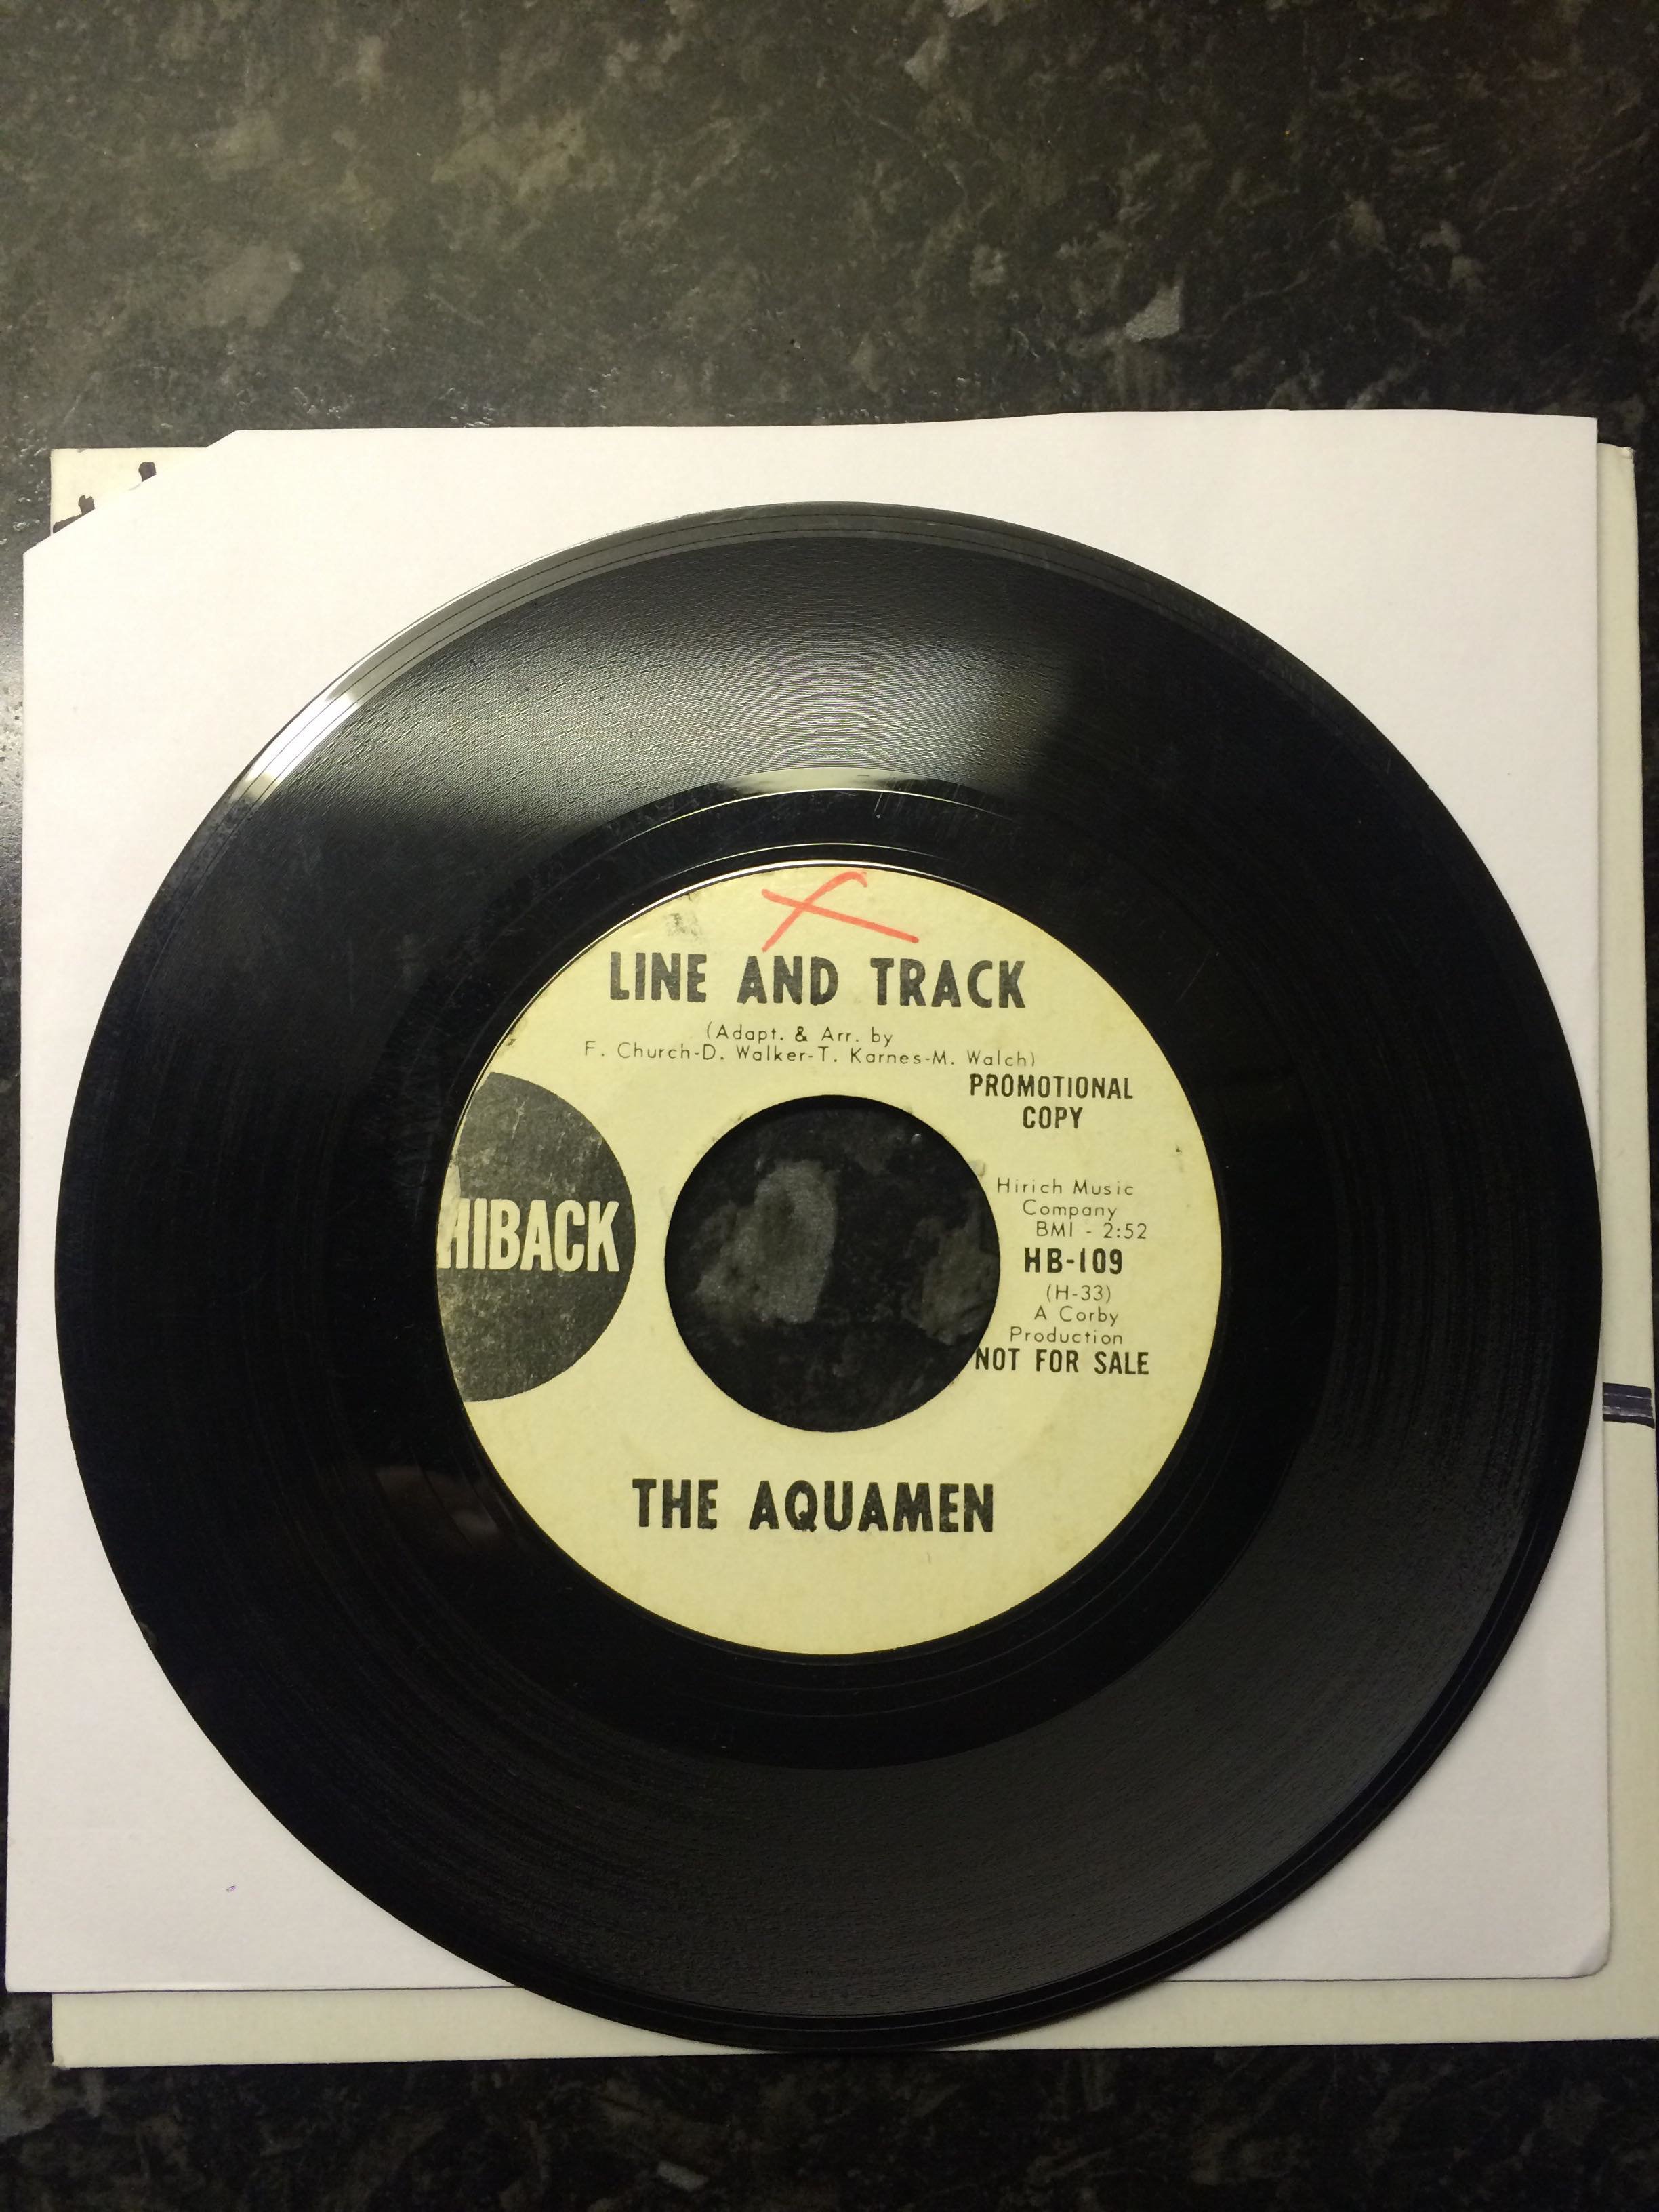 LINE AND TRACK
(Adapt. & Arr. by
F. Church-D. Walker-T. Karnes-M. Walch)
PROMOTIONAL
COPY
HIBACK
Hirich Music
Company
BMI - 2:52
HB-109
(H-33)
A Corby
Production
NOT FOR SALE
THE AQUAMEN